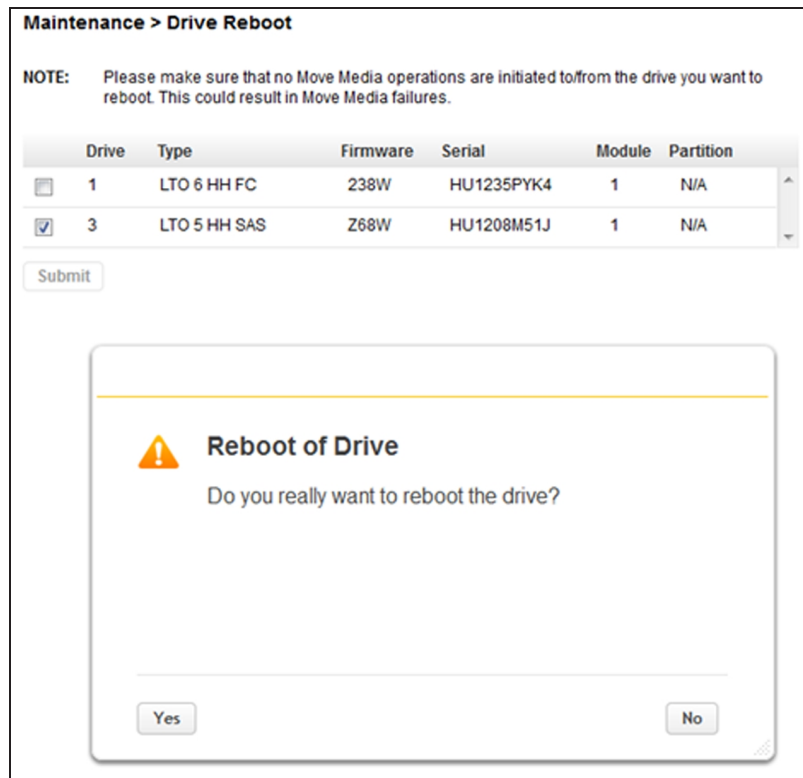 Maintenance > Drive Reboot
NOTE: Please make sure that no Move Media operations are initiated to/from the drive you want to
reboot. This could result in Move Media failures.
Drive Type Firmware Serial Module Partition
1 LTO 6 HH FC 238W HU1235PYK4 1 N/A
3 LTO 5 HH SAS Z68W HU1208M51J 1 N/A
Submit
Reboot of Drive
Do you really want to reboot the drive?
Yes No